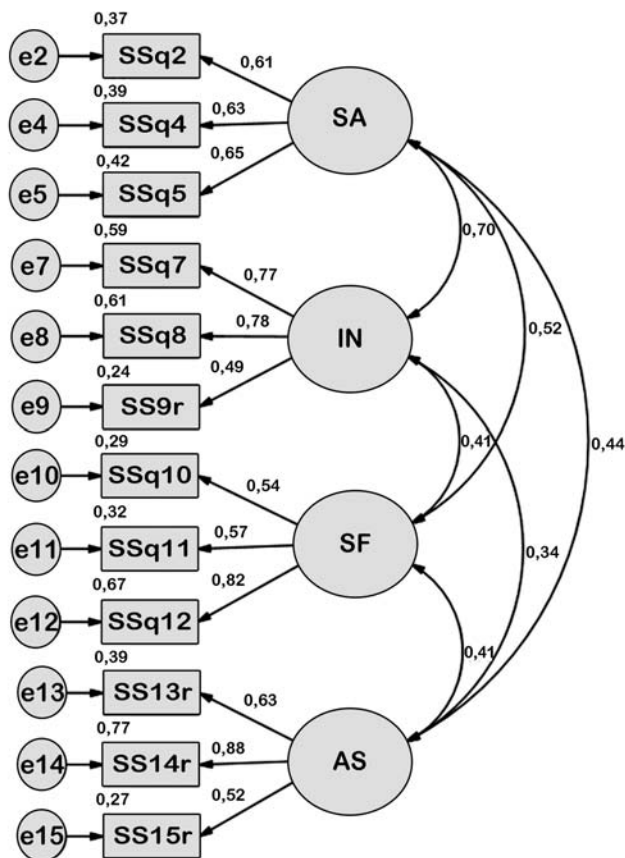 0,37
e2 SSq2 0,61
0,39
e4 SSq4 0,63 SA
0,42 0,65
e5 SSq5
0,59
e7 SSq7 0,77 0,70
0,61
e8 SSq8 0,78 IN 0,52
0,24 0,49
e9 SS9r
0,29 0,41 0,44
e10 SSq10 0,54
0,32
e11 SSq11 0,57 SF 0,34
0,67 0,82
e12 SSq12
0,39 0,41
e13 SS13r 0,63
0,77
e14 SS14r 0,88 AS
0,27 0,52
e15 SS15r